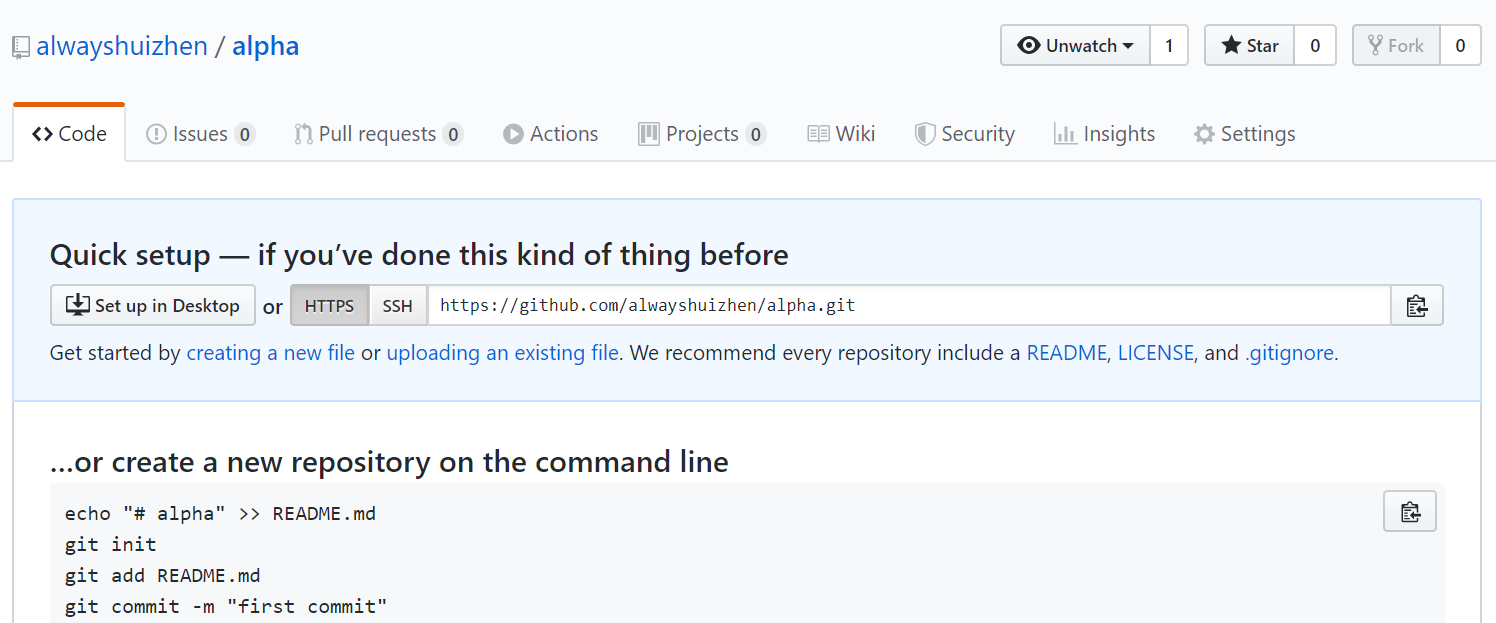 alwayshuizhen / alpha
Unwatch 1 Star 0 Fork 0
Code Issues 0 Pull requests 0 Actions Projects 0 Wiki Security Insights Settings
Quick setup — if you’ve done this kind of thing before
Set up in Desktop or HTTPS SSH https://github.com/alwayshuizhen/alpha.git
Get started by creating a new file or uploading an existing file. We recommend every repository include a README, LICENSE, and .gitignore.
…or create a new repository on the command line
echo "# alpha" >> README.md
git init
git add README.md
git commit -m "first commit"